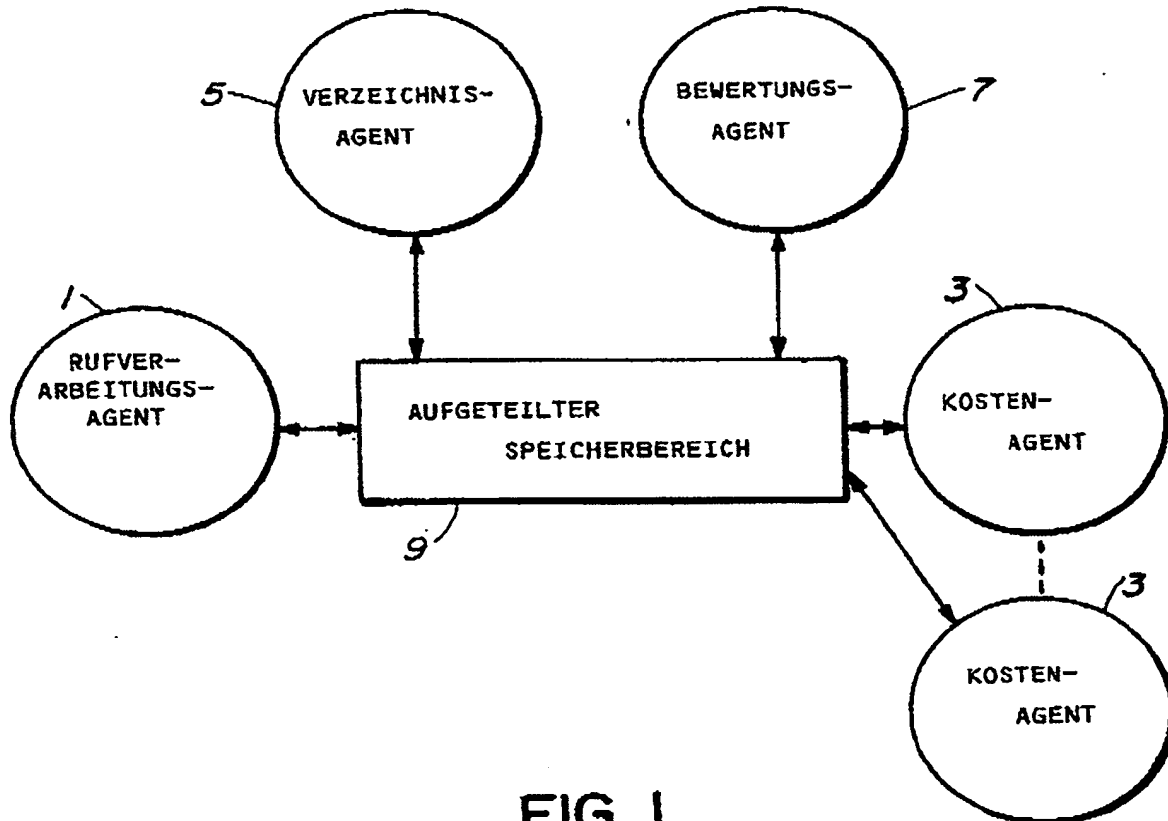 5
VERZEICHNIS-
AGENT
BEWERTUNGS-
AGENT
7
1
RUFVER-
ARBEITUNGS-
AGENT
AUFGETEILTER
SPEICHERBEREICH
9
3
KOSTEN-
AGENT
3
KOSTEN-
AGENT
FIG. 1